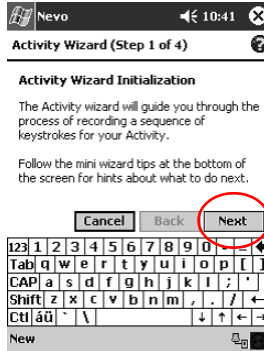 Nevo 10:41
Activity Wizard (Step 1 of 4)
Activity Wizard Initialization
The Activity wizard will guide you through the
process of recording a sequence of
keystrokes for your Activity.
Follow the mini wizard tips at the bottom of
the screen for hints about what to do next.
Cancel Back Next
123 1 2 3 4 5 6 7 8 9 0 - =
Tab q w e r t y u i o p [ ]
CAP a s d f g h j k l ; '
Shift z x c v b n m , . / ←
Ctl áü ` \ ↓ ↑ ← →
New